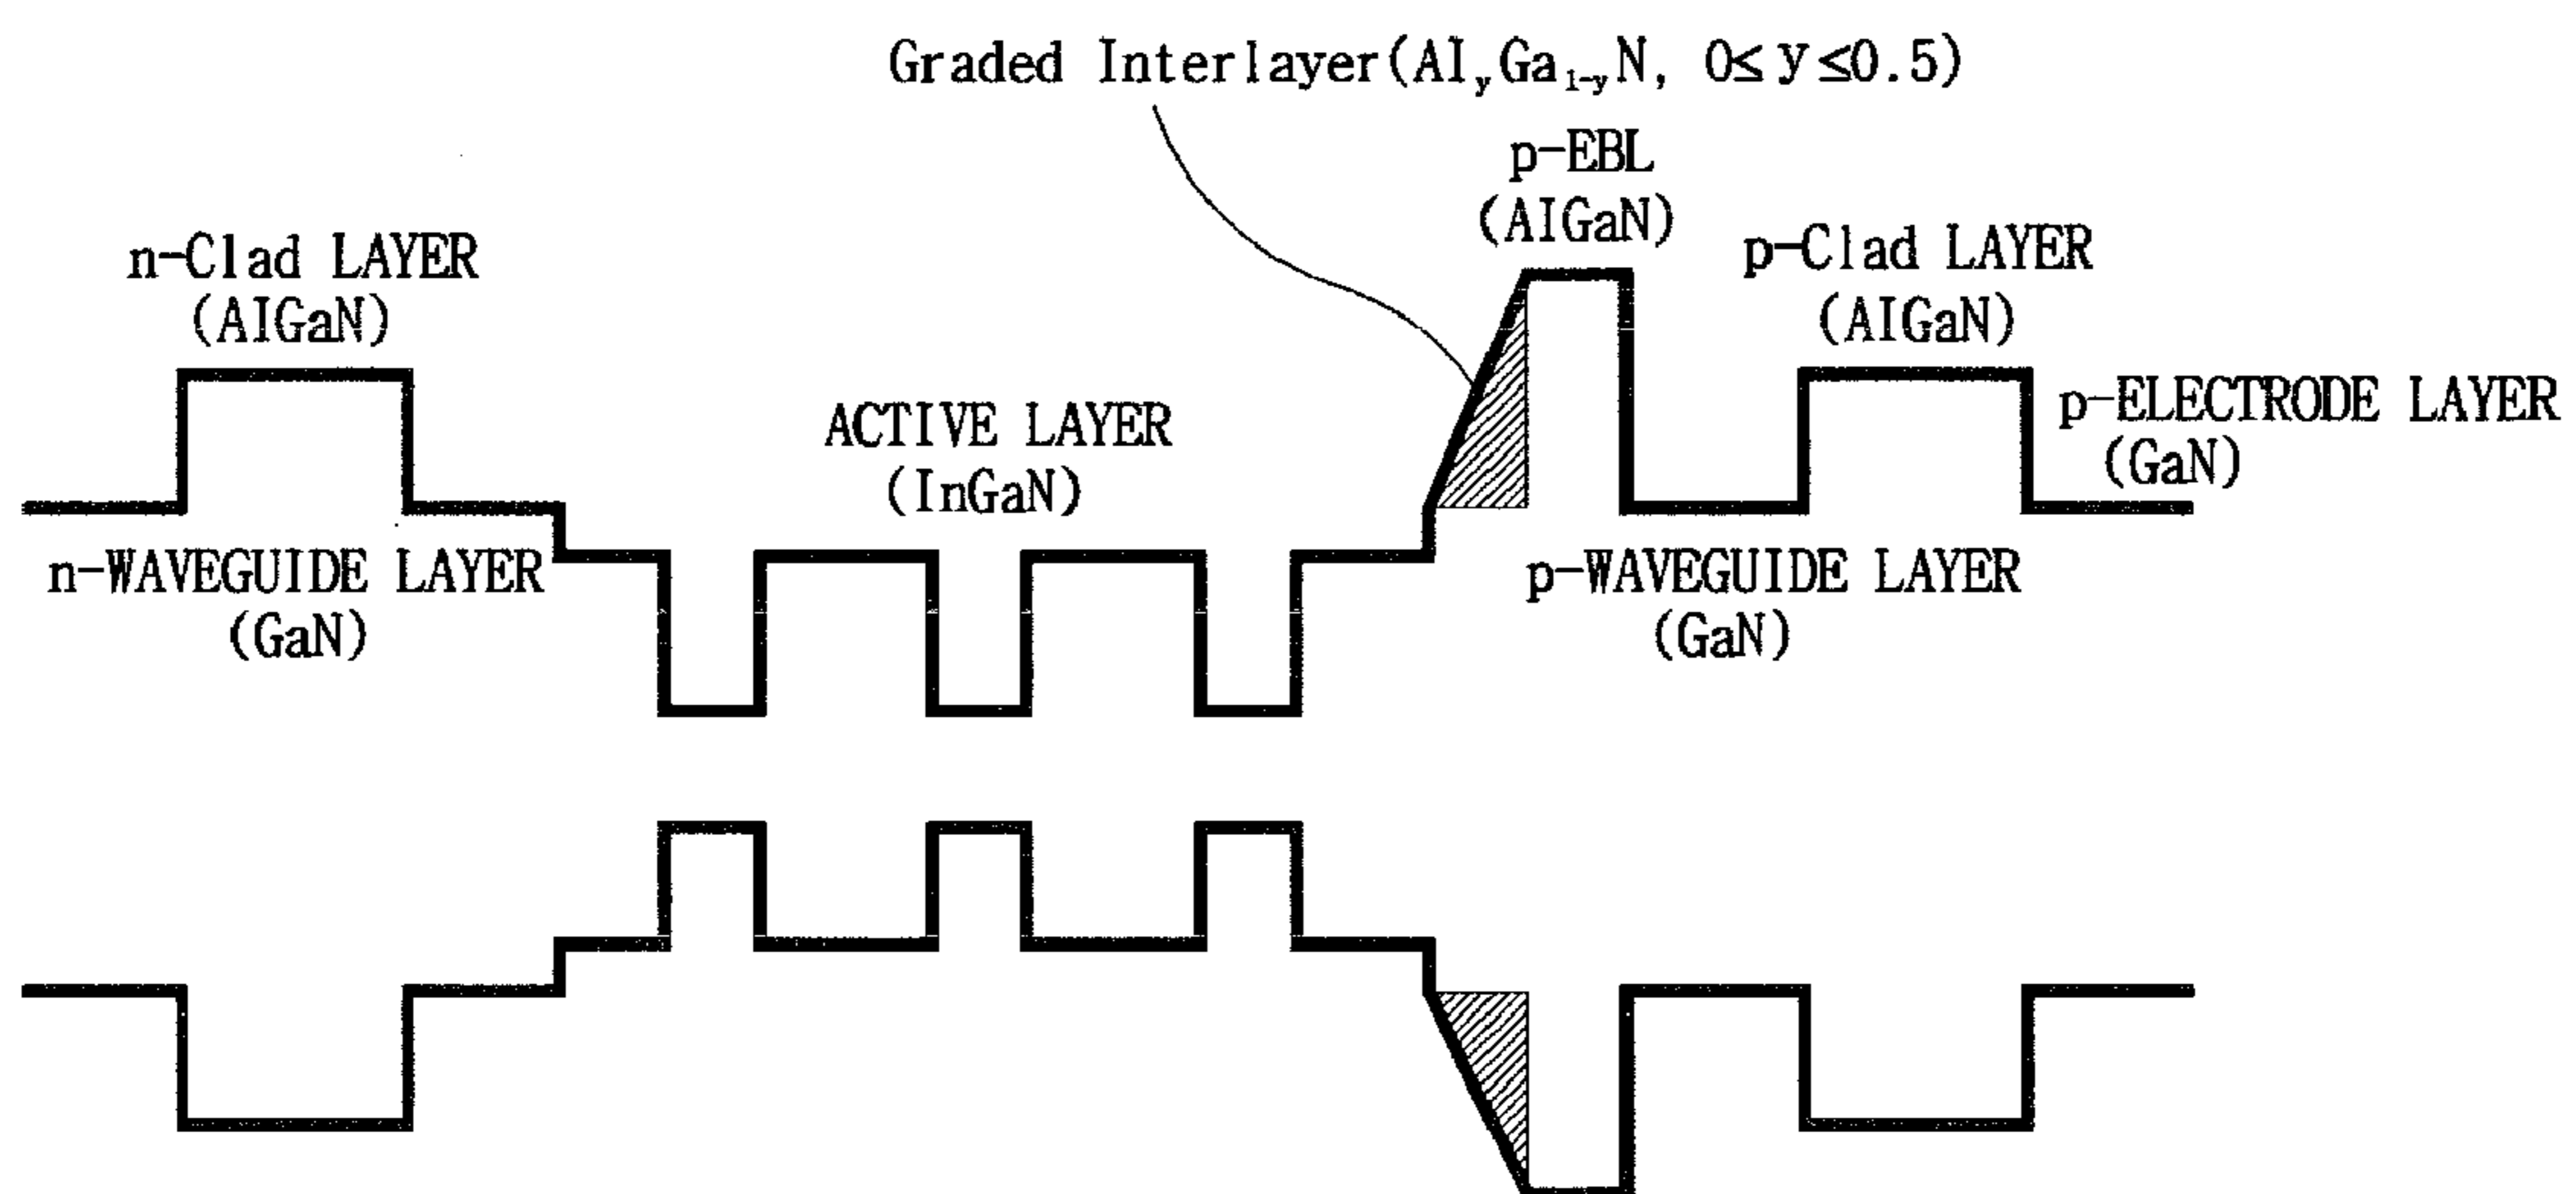 Graded Interlayer(AlyGa1-yN, 0≤ y ≤0.5)
p-EBL
(AlGaN)
n-Clad LAYER
(AlGaN)
p-Clad LAYER
(AlGaN)
ACTIVE LAYER
(InGaN)
p-ELECTRODE LAYER
(GaN)
n-WAVEGUIDE LAYER
(GaN)
p-WAVEGUIDE LAYER
(GaN)